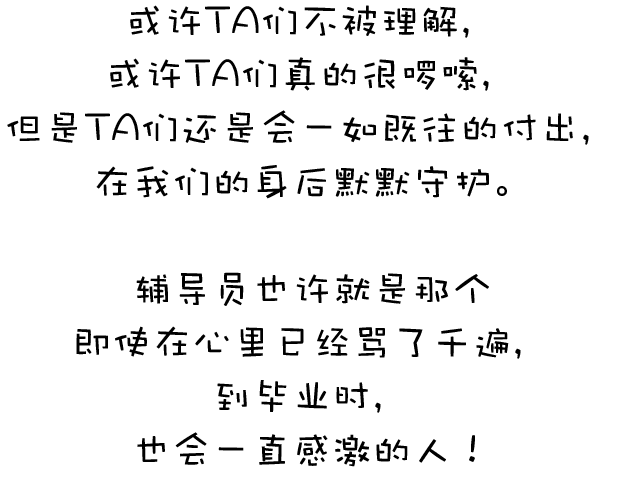 或许TA们不被理解，
或许TA们真的很啰嗦，
但是TA们还是会一如既往的付出，
在我们的身后默默守护。
辅导员也许就是那个
即使在心里已经骂了千遍，
到毕业时，
也会一直感激的人！